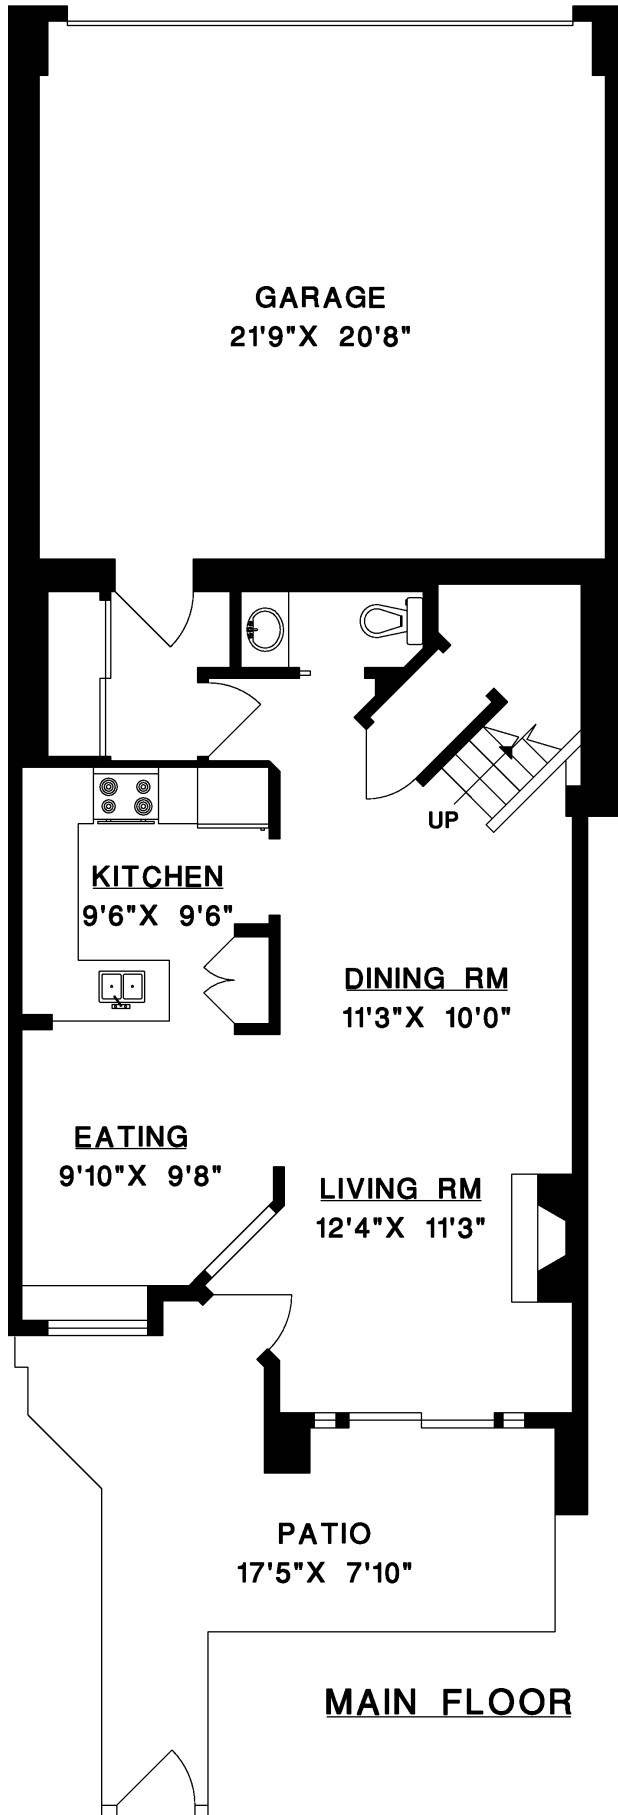 GARAGE
21'9"X 20'8"
UP
KITCHEN
9'6"X 9'6"
DINING RM
11'3"X 10'0"
EATING
9'10"X 9'8"
LIVING RM
12'4"X 11'3"
PATIO
17'5"X 7'10"
MAIN FLOOR